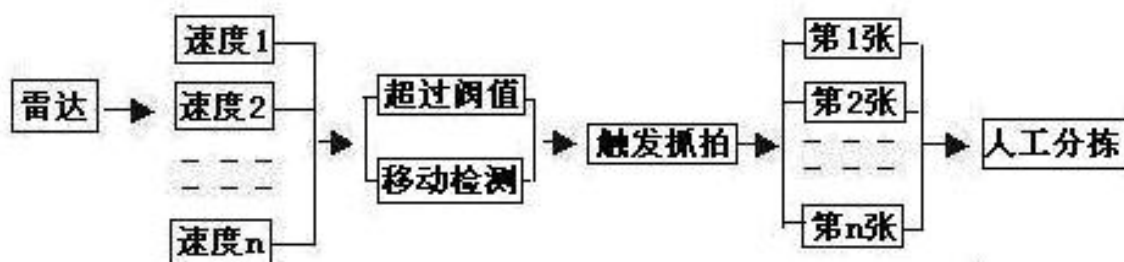 雷达
速度1
速度2
速度n
超过阀值
移动检测
触发抓拍
第1张
第2张
第n张
人工分拣